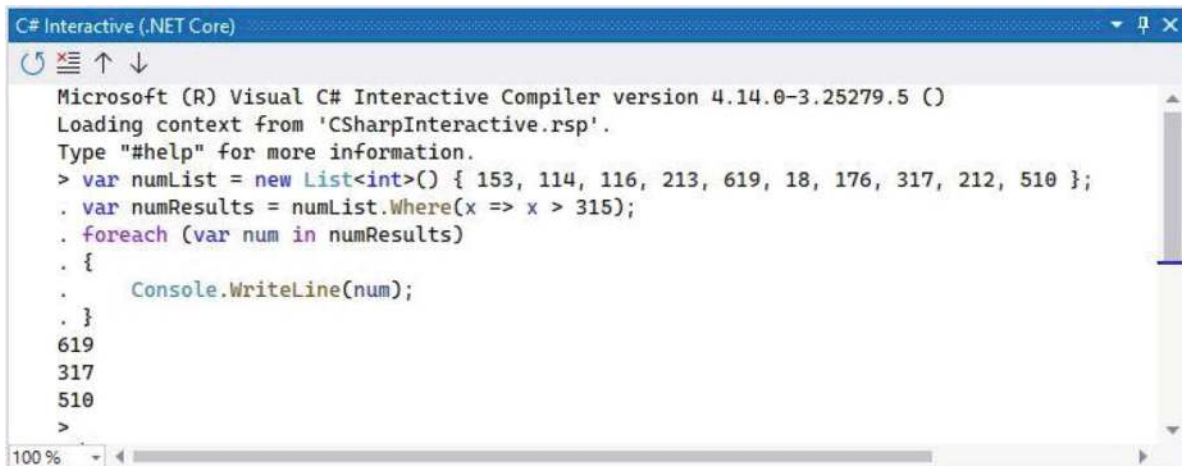 C# Interactive (.NET Core)
Microsoft (R) Visual C# Interactive Compiler version 4.14.0-3.25279.5 ()
Loading context from 'CSharpInteractive.rsp'.
Type "#help" for more information.
> var numList = new List<int>() { 153, 114, 116, 213, 619, 18, 176, 317, 212, 510 };
. var numResults = numList.Where(x => x > 315);
. foreach (var num in numResults)
. {
.     Console.WriteLine(num);
. }
619
317
510
>
100 %